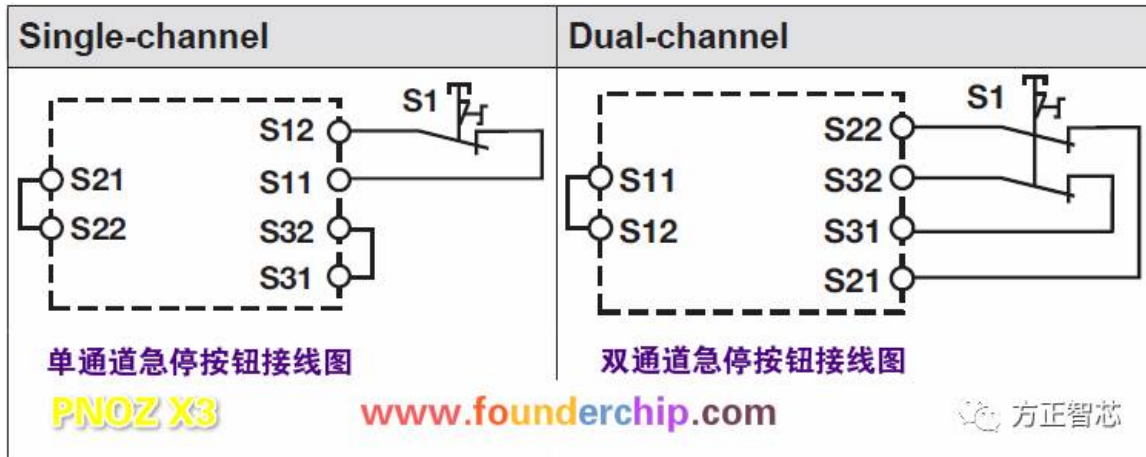 Single-channel
Dual-channel
S1
S12
S11
S21
S22
S32
S31
单通道急停按钮接线图
S1
S22
S32
S11
S12
S31
S21
双通道急停按钮接线图
PNOZ X3
www.founderchip.com
方正智芯